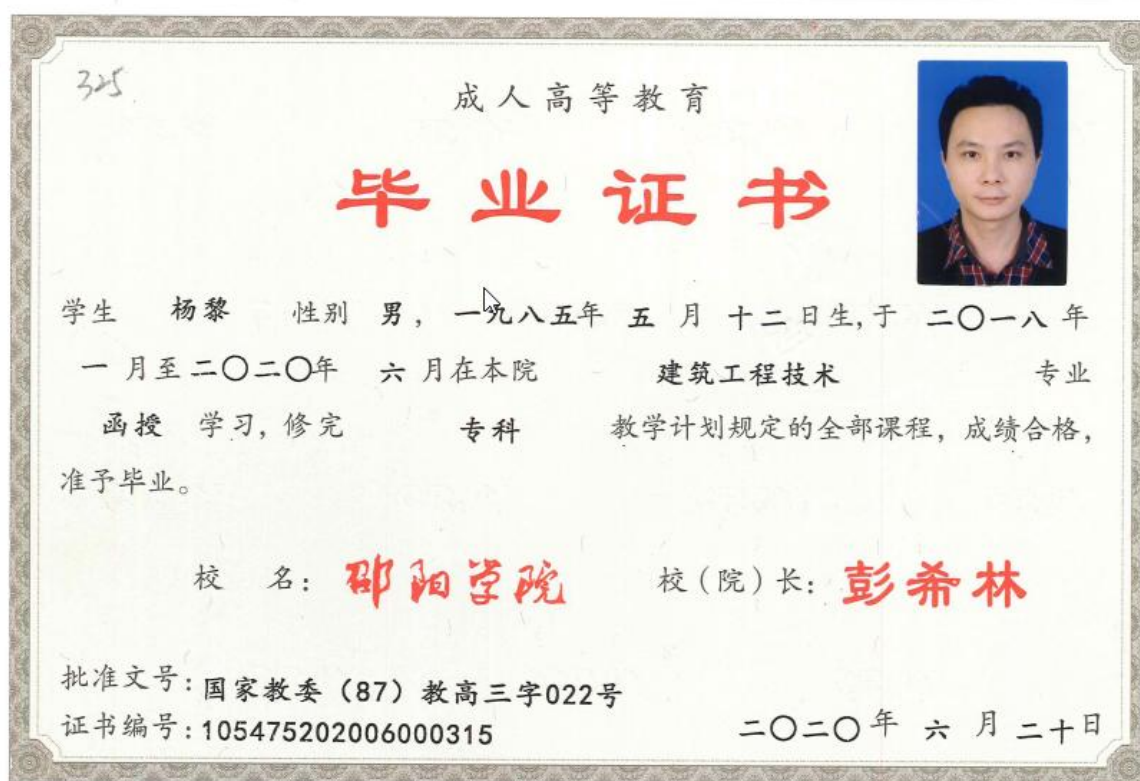 325
成人高等教育
毕业证书
学生 杨黎 性别 男，一九八五年 五 月 十二 日生,于 二〇一八 年
一 月至 二〇二〇年 六 月在本院 建筑工程技术 专业
函授 学习, 修完 专科 教学计划规定的全部课程, 成绩合格,
准予毕业。
校 名: 邵阳学院 校(院)长: 彭希林
批准文号: 国家教委（87）教高三字022号
证书编号: 105475202006000315 二〇二〇 年 六 月 二十日